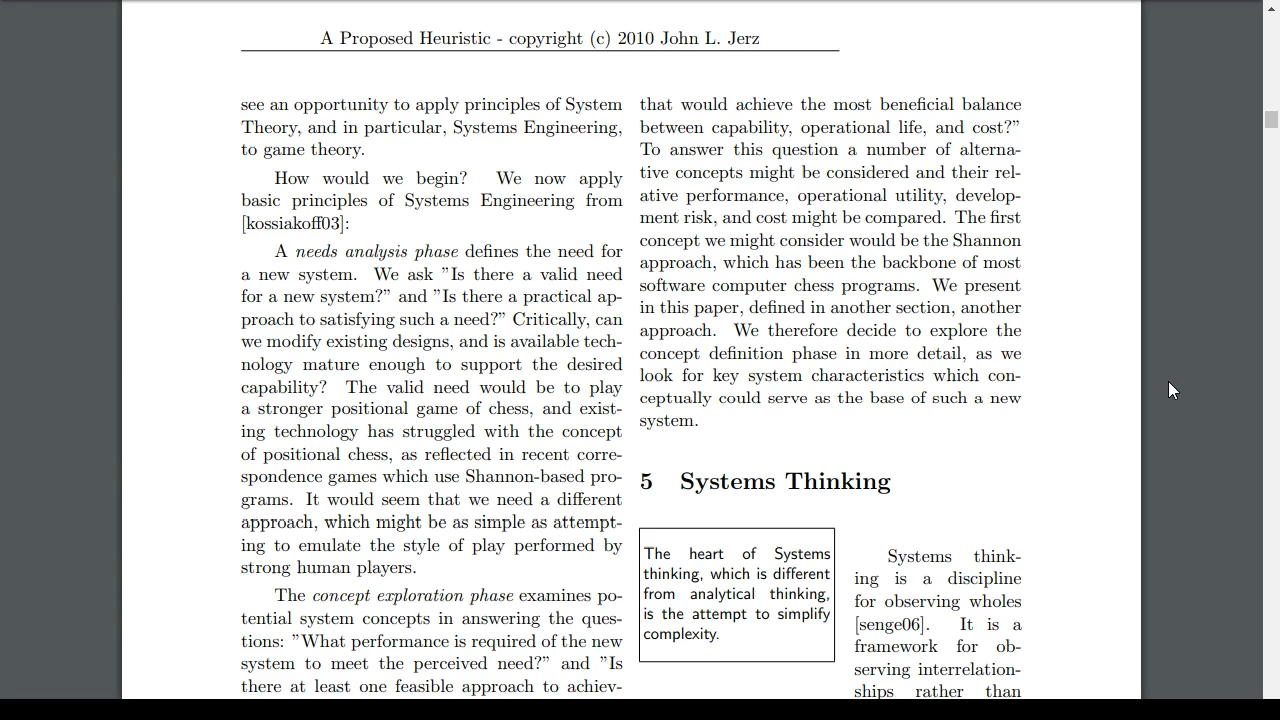 A Proposed Heuristic - copyright (c) 2010 John L. Jerz
see an opportunity to apply principles of System
Theory, and in particular, Systems Engineering,
to game theory.
How would we begin? We now apply
basic principles of Systems Engineering from
[kossiakoff03]:
A needs analysis phase defines the need for
a new system. We ask ”Is there a valid need
for a new system?” and ”Is there a practical ap-
proach to satisfying such a need?” Critically, can
we modify existing designs, and is available tech-
nology mature enough to support the desired
capability? The valid need would be to play
a stronger positional game of chess, and exist-
ing technology has struggled with the concept
of positional chess, as reflected in recent corre-
spondence games which use Shannon-based pro-
grams. It would seem that we need a different
approach, which might be as simple as attempt-
ing to emulate the style of play performed by
strong human players.
The concept exploration phase examines po-
tential system concepts in answering the ques-
tions: ”What performance is required of the new
system to meet the perceived need?” and ”Is
there at least one feasible approach to achiev-
that would achieve the most beneficial balance
between capability, operational life, and cost?”
To answer this question a number of alterna-
tive concepts might be considered and their rel-
ative performance, operational utility, develop-
ment risk, and cost might be compared. The first
concept we might consider would be the Shannon
approach, which has been the backbone of most
software computer chess programs. We present
in this paper, defined in another section, another
approach. We therefore decide to explore the
concept definition phase in more detail, as we
look for key system characteristics which con-
ceptually could serve as the base of such a new
system.
5 Systems Thinking
The heart of Systems
thinking, which is different
from analytical thinking,
is the attempt to simplify
complexity.
Systems think-
ing is a discipline
for observing wholes
[senge06]. It is a
framework for ob-
serving interrelation-
ships rather than